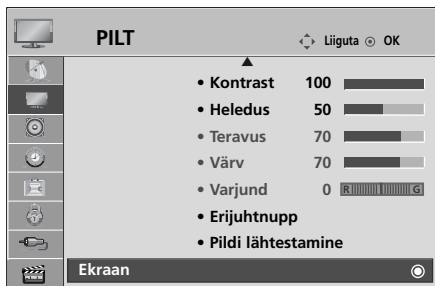 PILT Liiguta OK
• Kontrast 100
• Heledus 50
• Teravus 70
• Värv 70
• Varjund 0 R G
• Erijuhtnupp
• Pildi lähtestamine
Ekraan